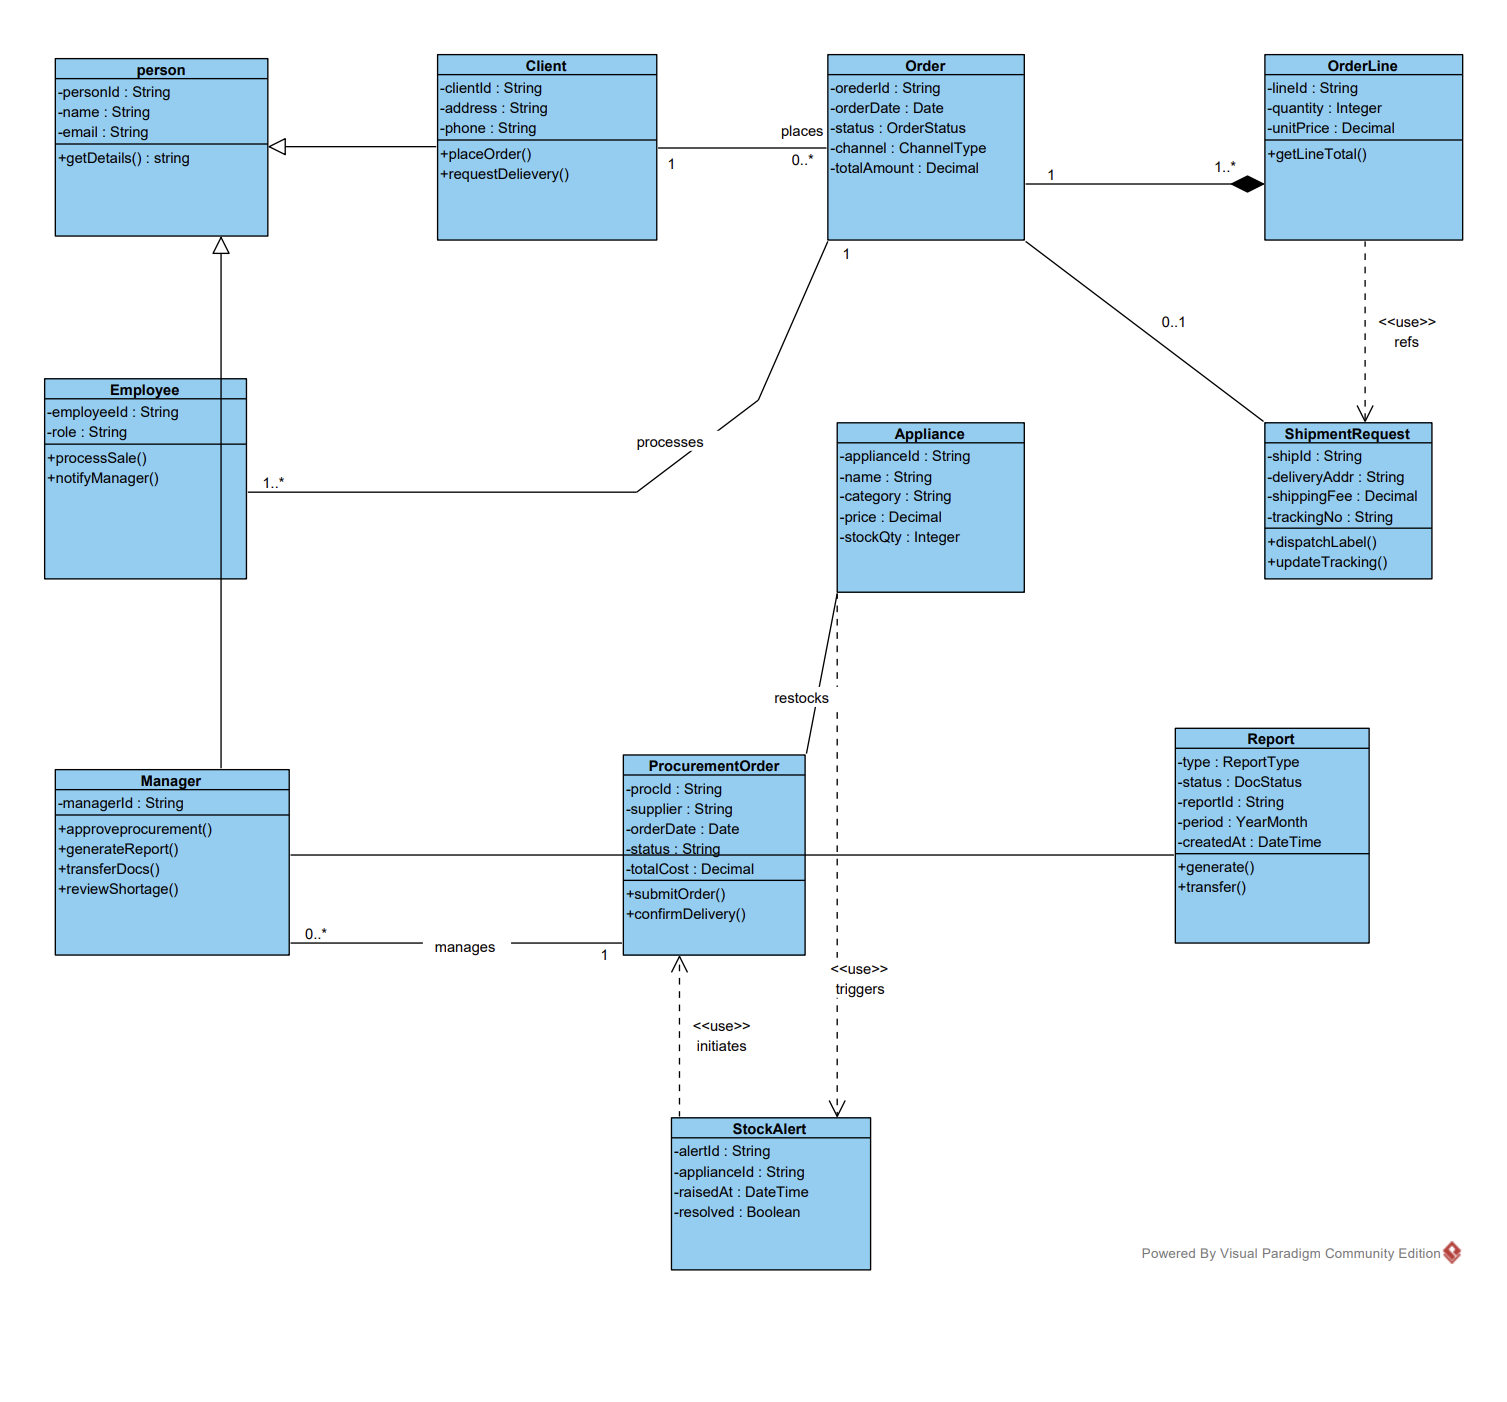 person
-personId : String
-name : String
-email : String
+getDetails() : string
Client
-clientId : String
-address : String
-phone : String
+placeOrder()
+requestDelievery()
places
1
0..*
Order
-orederId : String
-orderDate : Date
-status : OrderStatus
-channel : ChannelType
-totalAmount : Decimal
1
1..*
OrderLine
-lineId : String
-quantity : Integer
-unitPrice : Decimal
+getLineTotal()
1
0..1
<<use>>
refs
Employee
-employeeId : String
-role : String
+processSale()
+notifyManager()
1..*
processes
Appliance
-applianceId : String
-name : String
-category : String
-price : Decimal
-stockQty : Integer
ShipmentRequest
-shipId : String
-deliveryAddr : String
-shippingFee : Decimal
-trackingNo : String
+dispatchLabel()
+updateTracking()
restocks
Manager
-managerId : String
+approveprocurement()
+generateReport()
+transferDocs()
+reviewShortage()
0..*
manages
1
ProcurementOrder
-procId : String
-supplier : String
-orderDate : Date
-status : String
-totalCost : Decimal
+submitOrder()
+confirmDelivery()
Report
-type : ReportType
-status : DocStatus
-reportId : String
-period : YearMonth
-createdAt : DateTime
+generate()
+transfer()
<<use>>
triggers
<<use>>
initiates
StockAlert
-alertId : String
-applianceId : String
-raisedAt : DateTime
-resolved : Boolean
Powered By Visual Paradigm Community Edition